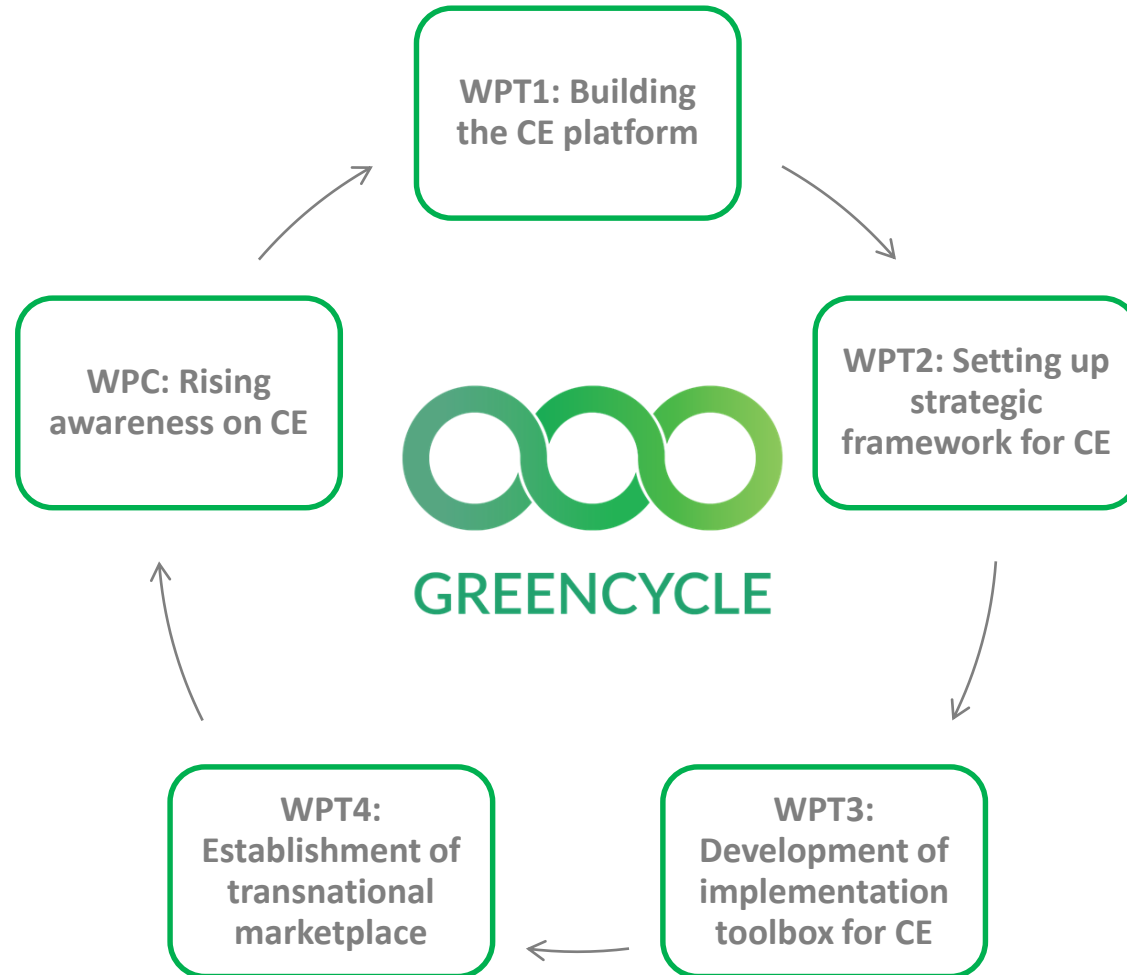 WPT1: Building
the CE platform
WPT2: Setting up
strategic
framework for CE
WPT3:
Development of
implementation
toolbox for CE
WPT4:
Establishment of
transnational
marketplace
WPC: Rising
awareness on CE
GREENCYCLE